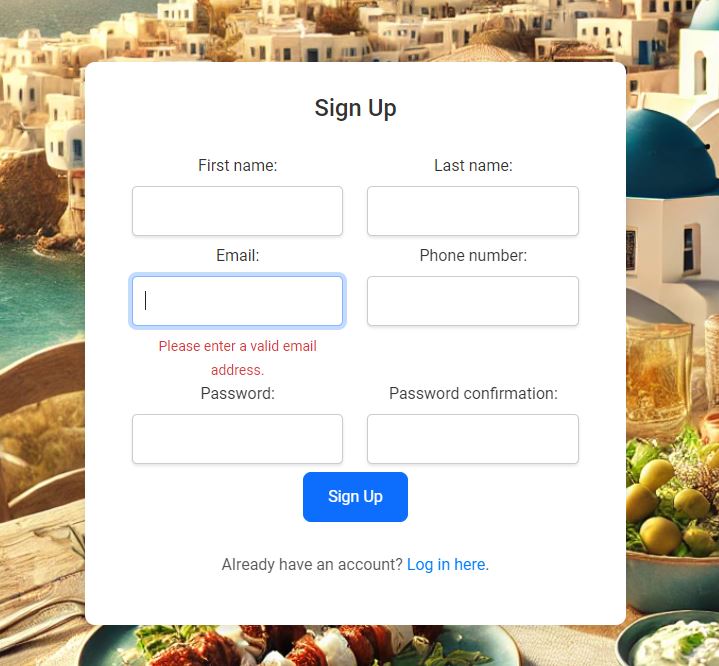 Sign Up
First name:
Last name:
Email:
Phone number:
Please enter a valid email
address.
Password:
Password confirmation:
Sign Up
Already have an account? Log in here.